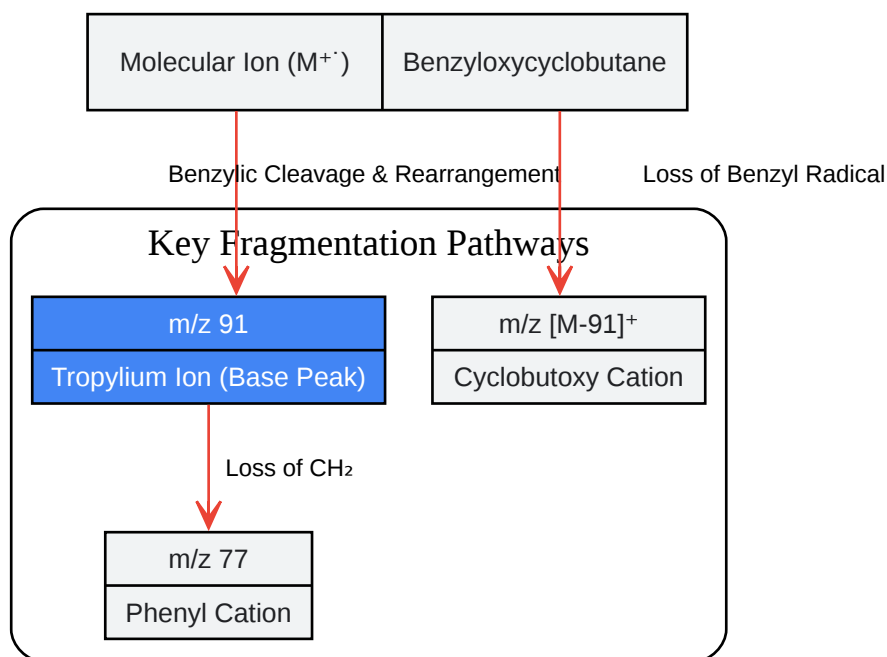 Molecular Ion (M⁺˙)
Benzyloxycyclobutane
Benzylic Cleavage & Rearrangement
Loss of Benzyl Radical
Key Fragmentation Pathways
m/z 91
Tropylium Ion (Base Peak)
m/z [M-91]⁺
Cyclobutoxy Cation
Loss of CH₂
m/z 77
Phenyl Cation